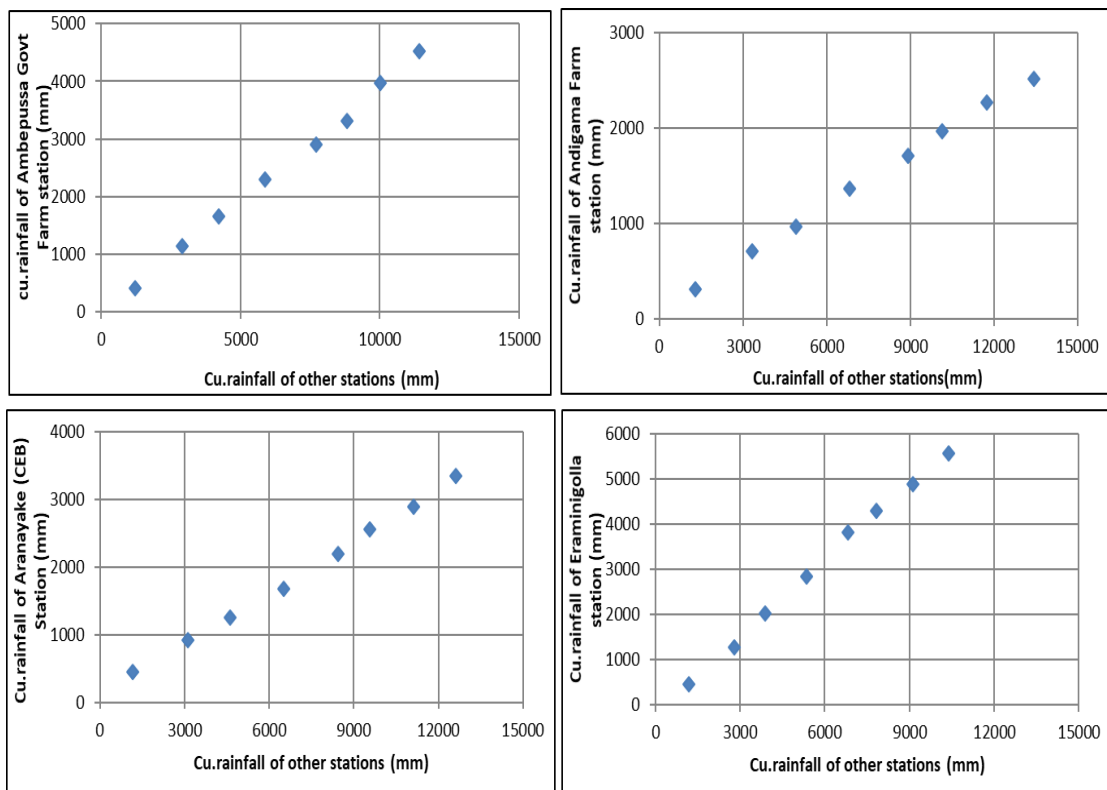 cu.rainfall of Ambepussa Govt
Farm station (mm)
5000
4000
3000
2000
1000
0
0 5000 10000 15000
Cu.rainfall of other stations (mm)
Cu.rainfall of Andigama Farm
station (mm)
3000
2000
1000
0
0 3000 6000 9000 12000 15000
Cu.rainfall of other stations(mm)
Cu.rainfall of Aranayake (CEB)
Station (mm)
4000
3000
2000
1000
0
0 3000 6000 9000 12000 15000
Cu.rainfall of other stations (mm)
Cu.rainfall of Eraminigolla
station (mm)
6000
5000
4000
3000
2000
1000
0
0 3000 6000 9000 12000 15000
Cu.rainfall of other stations (mm)